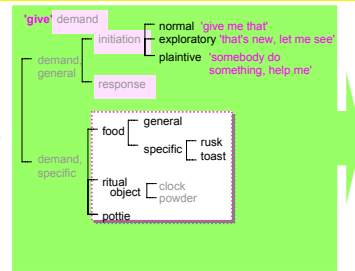 'give' demand
initiation
normal 'give me that'
exploratory 'that's new, let me see'
plaintive 'somebody do
something, help me'
demand,
general
response
food
general
specific
rusk
toast
demand,
specific
ritual
object
clock
powder
pottie